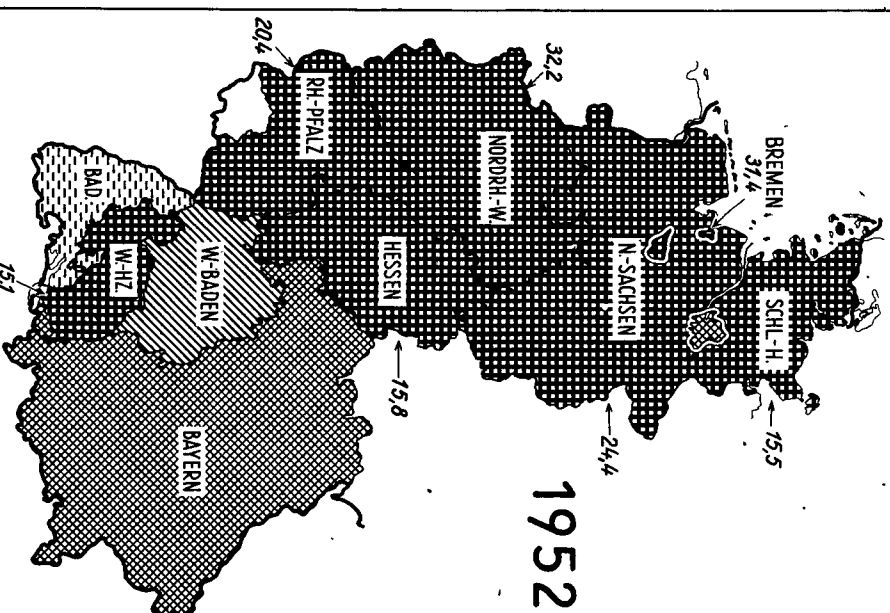 1952
SCHL-H.
15,5
BREMEN
31,4
N-SACHSEN
24,4
32,2
NORDRH-W.
HESSEN
15,8
20,4
RH-PFALZ
W-BADEN
BAD.
W-HZ
15,1
BAYERN